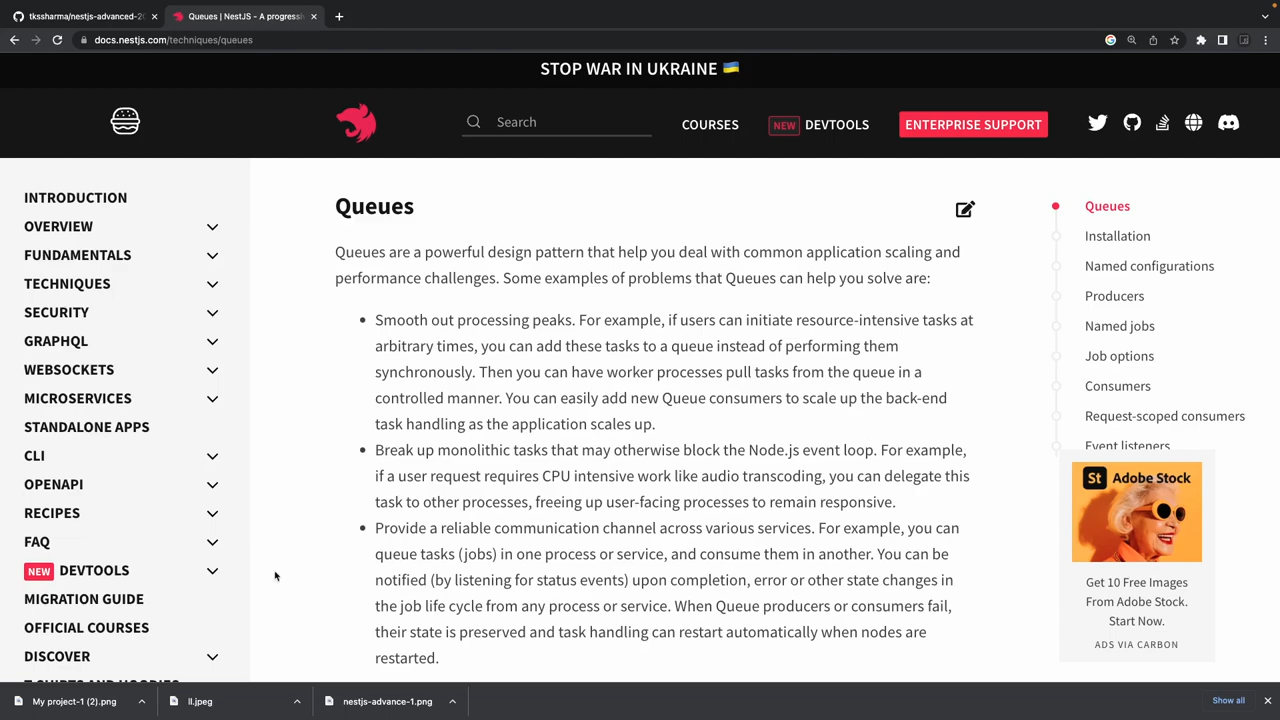 tkssharma/nestjs-advanced-20
Queues | NestJS - A progressiv
docs.nestjs.com/techniques/queues
STOP WAR IN UKRAINE 🇺🇦
Search
COURSES
NEW DEVTOOLS
ENTERPRISE SUPPORT
INTRODUCTION
OVERVIEW
FUNDAMENTALS
TECHNIQUES
SECURITY
GRAPHQL
WEBSOCKETS
MICROSERVICES
STANDALONE APPS
CLI
OPENAPI
RECIPES
FAQ
NEW DEVTOOLS
MIGRATION GUIDE
OFFICIAL COURSES
DISCOVER
T-SHIRTS AND HOODIES
Queues
Queues are a powerful design pattern that help you deal with common application scaling and
performance challenges. Some examples of problems that Queues can help you solve are:
• Smooth out processing peaks. For example, if users can initiate resource-intensive tasks at
arbitrary times, you can add these tasks to a queue instead of performing them
synchronously. Then you can have worker processes pull tasks from the queue in a
controlled manner. You can easily add new Queue consumers to scale up the back-end
task handling as the application scales up.
• Break up monolithic tasks that may otherwise block the Node.js event loop. For example,
if a user request requires CPU intensive work like audio transcoding, you can delegate this
task to other processes, freeing up user-facing processes to remain responsive.
• Provide a reliable communication channel across various services. For example, you can
queue tasks (jobs) in one process or service, and consume them in another. You can be
notified (by listening for status events) upon completion, error or other state changes in
the job life cycle from any process or service. When Queue producers or consumers fail,
their state is preserved and task handling can restart automatically when nodes are
restarted.
Queues
Installation
Named configurations
Producers
Named jobs
Job options
Consumers
Request-scoped consumers
Event listeners
St Adobe Stock
Get 10 Free Images
From Adobe Stock.
Start Now.
ADS VIA CARBON
My project-1 (2).png
ll.jpeg
nestjs-advance-1.png
Show all